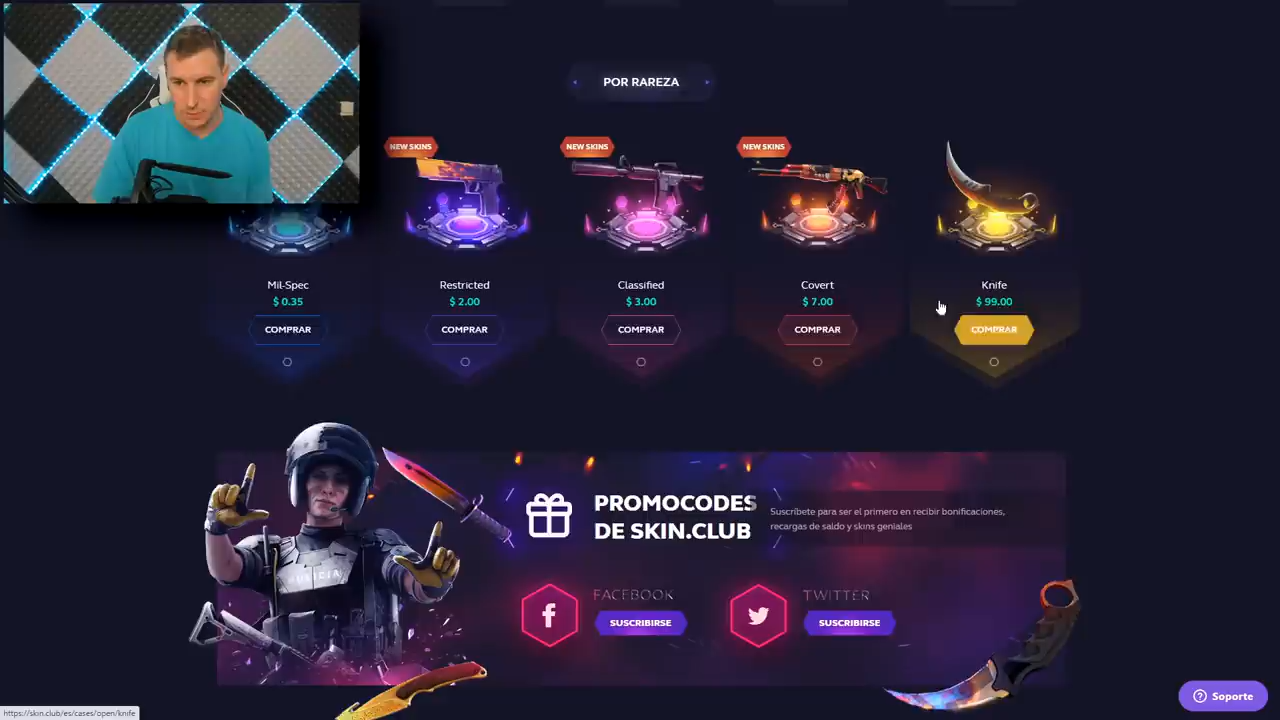 POR RAREZA
NEW SKINS
NEW SKINS
NEW SKINS
Mil-Spec
$ 0.35
COMPRAR
Restricted
$ 2.00
COMPRAR
Classified
$ 3.00
COMPRAR
Covert
$ 7.00
COMPRAR
Knife
$ 99.00
COMPRAR
PROMOCODES
DE SKIN.CLUB
Suscríbete para ser el primero en recibir bonificaciones,
recargas de saldo y skins geniales
FACEBOOK
SUSCRIBIRSE
TWITTER
SUSCRIBIRSE
Soporte
https://skin.club/es/cases/open/knife